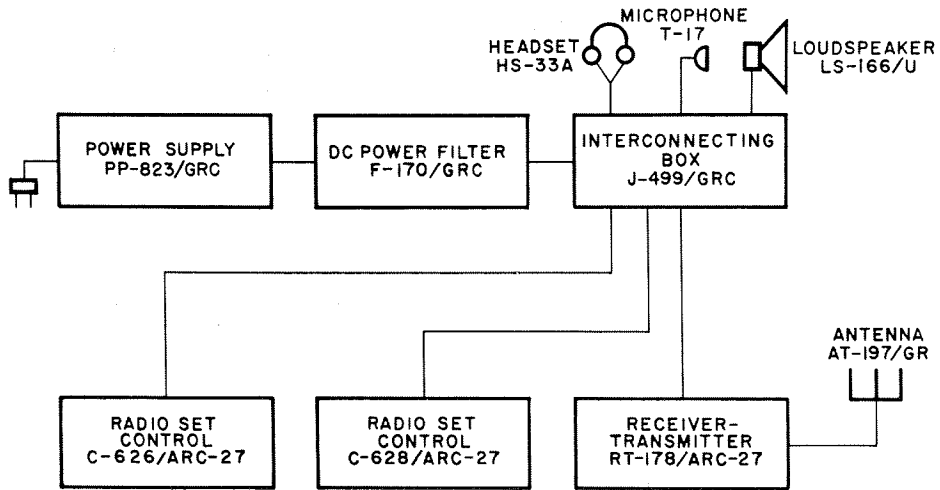 HEADSET
HS-33A
MICROPHONE
T-17
LOUDSPEAKER
LS-166/U
POWER SUPPLY
PP-823/GRC
DC POWER FILTER
F-170/GRC
INTERCONNECTING
BOX
J-499/GRC
ANTENNA
AT-197/GR
RADIO SET
CONTROL
C-626/ARC-27
RADIO SET
CONTROL
C-628/ARC-27
RECEIVER-
TRANSMITTER
RT-178/ARC-27